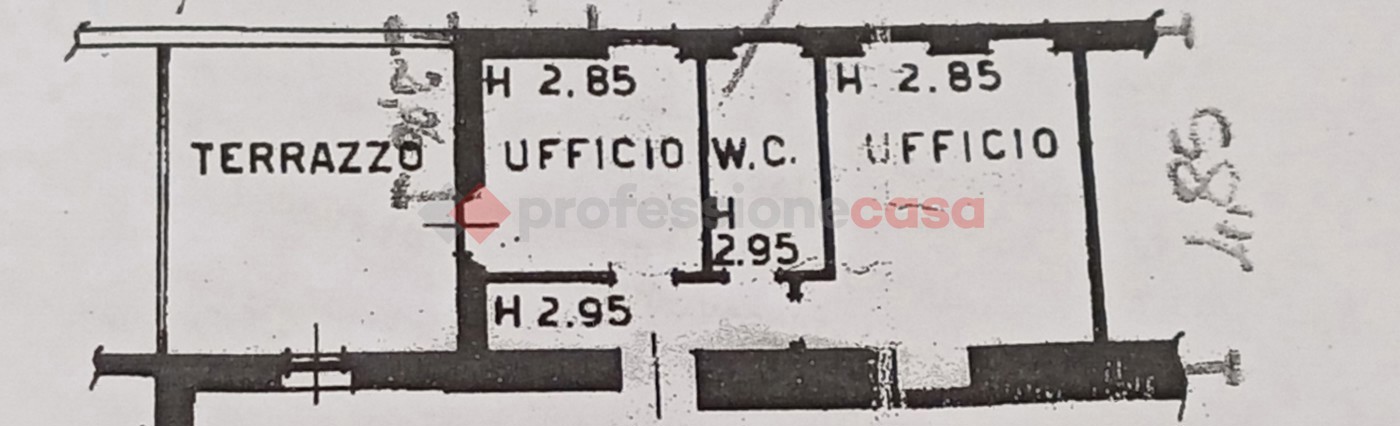 H 2.85
H 2.85
TERRAZZO
UFFICIO
W.C.
UFFICIO
professionecasa
H
2.95
H 2.95